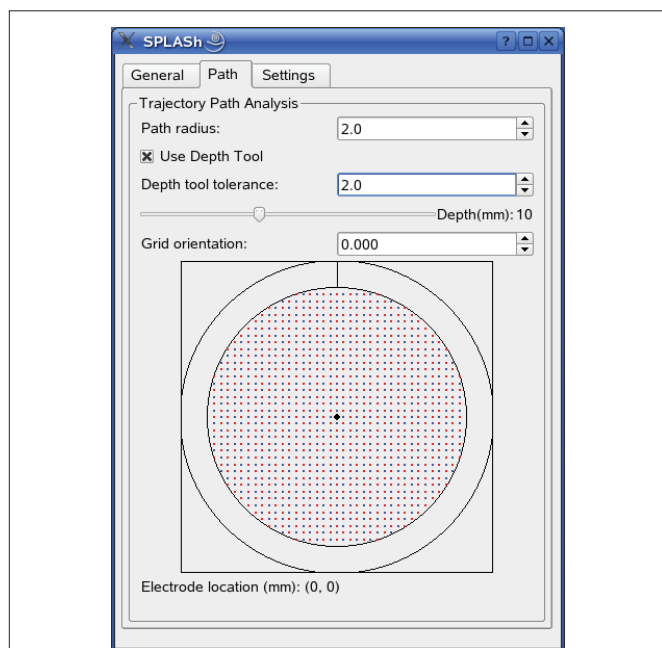 SPLASh
General Path Settings
Trajectory Path Analysis
Path radius: 2.0
Use Depth Tool
Depth tool tolerance: 2.0
Depth(mm): 10
Grid orientation: 0.000
Electrode location (mm): (0, 0)